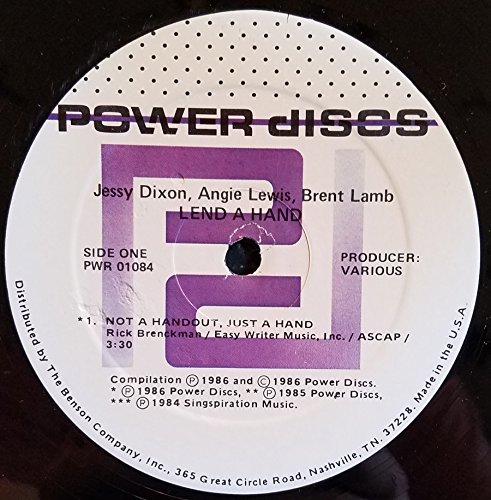 POWER dISCS
Jessy Dixon, Angie Lewis, Brent Lamb
LEND A HAND
SIDE ONE
PWR 01084
PRODUCER:
VARIOUS
*1. NOT A HANDOUT, JUST A HAND
Rick Brenckman / Easy Writer Music, Inc. / ASCAP /
3:30
Compilation Ⓟ 1986 and © 1986 Power Discs.
* Ⓟ 1986 Power Discs, ** Ⓟ 1985 Power Discs,
*** Ⓟ 1984 Singspiration Music.
Distributed by The Benson Company, Inc., 365 Great Circle Road, Nashville, TN. 37228. Made in the U.S.A.